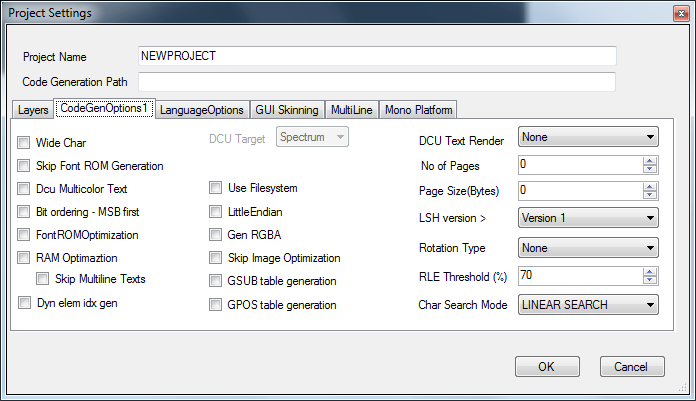 Project Settings
Project Name NEWPROJECT
Code Generation Path
Layers CodeGenOptions1 LanguageOptions GUI Skinning MultiLine Mono Platform
Wide Char
Skip Font ROM Generation
Dcu Multicolor Text
Bit ordering - MSB first
FontROMOptimization
RAM Optimaztion
Skip Multiline Texts
Dyn elem idx gen
DCU Target Spectrum
Use Filesystem
LittleEndian
Gen RGBA
Skip Image Optimization
GSUB table generation
GPOS table generation
DCU Text Render None
No of Pages 0
Page Size(Bytes) 0
LSH version > Version 1
Rotation Type None
RLE Threshold (%) 70
Char Search Mode LINEAR SEARCH
OK Cancel